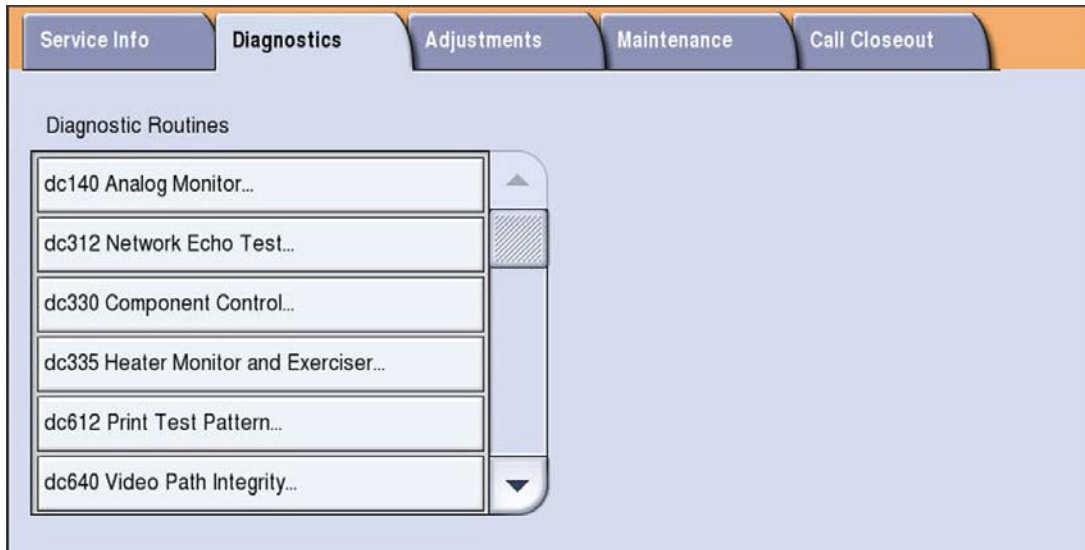 Service Info
Diagnostics
Adjustments
Maintenance
Call Closeout
Diagnostic Routines
dc140 Analog Monitor...
dc312 Network Echo Test...
dc330 Component Control...
dc335 Heater Monitor and Exerciser...
dc612 Print Test Pattern...
dc640 Video Path Integrity...